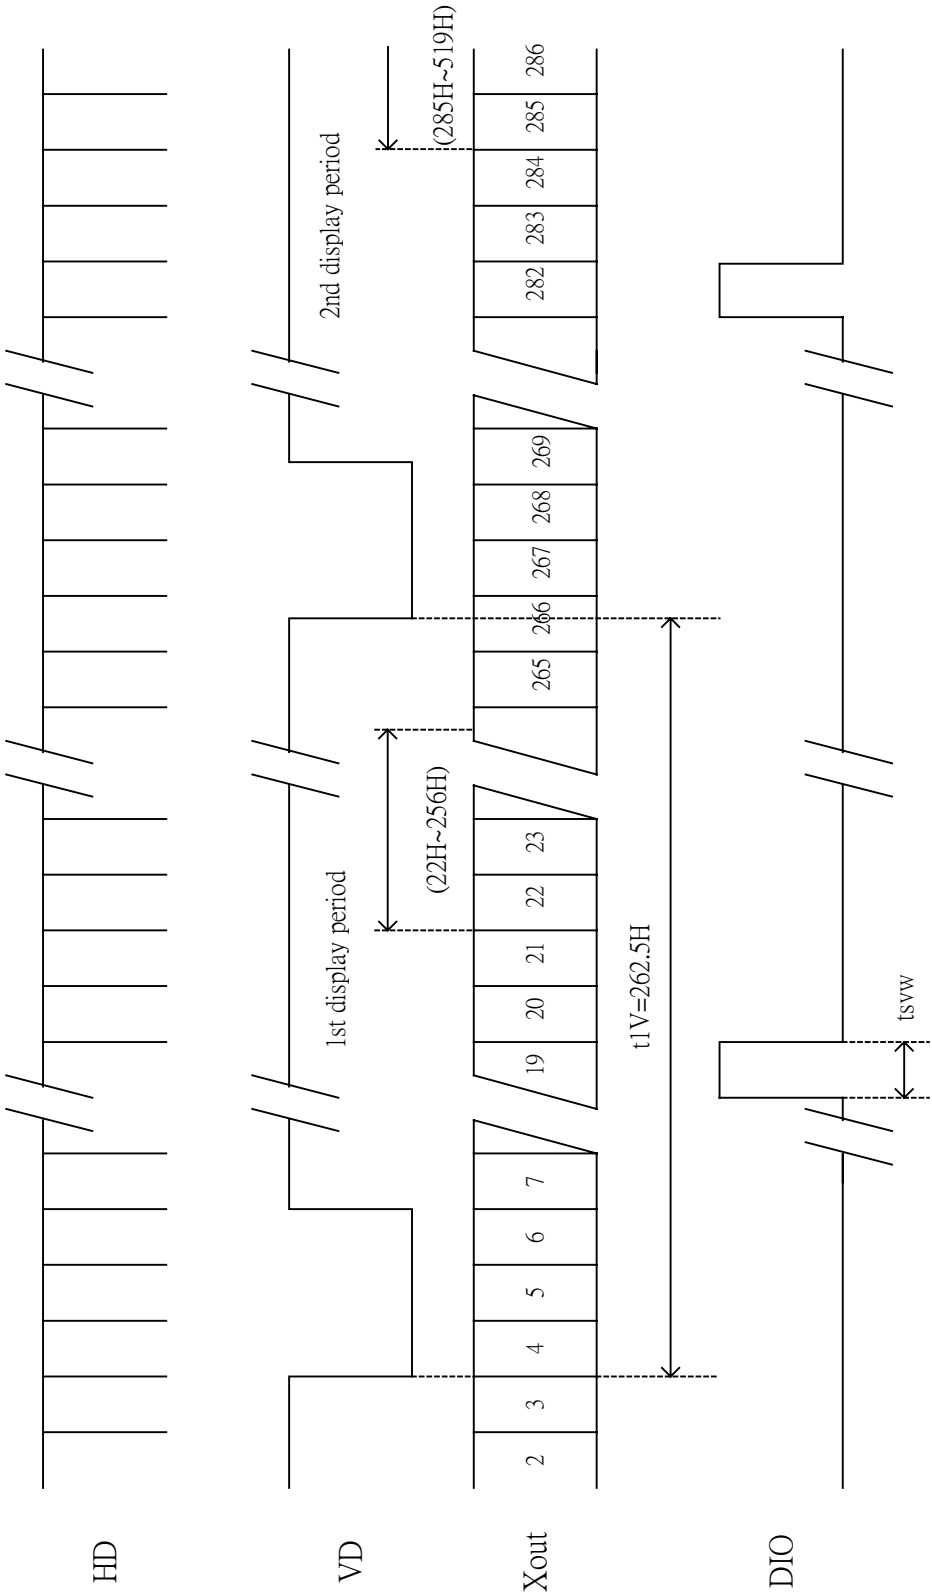 HD
VD
1st display period
2nd display period
(22H~256H)
(285H~519H)
Xout
2 3 4 5 6 7 19 20 21 22 23 265 266 267 268 269 282 283 284 285 286
t1V=262.5H
DIO
tsvw